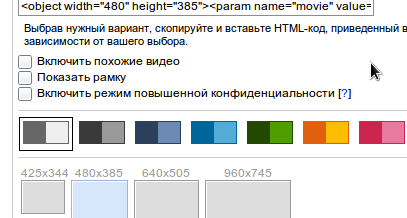 <object width="480" height="385"><param name="movie" value=
Выбрав нужный вариант, скопируйте и вставьте HTML-код, приведенный в
зависимости от вашего выбора.
Включить похожие видео
Показать рамку
Включить режим повышенной конфиденциальности [?]
425x344 480x385 640x505 960x745